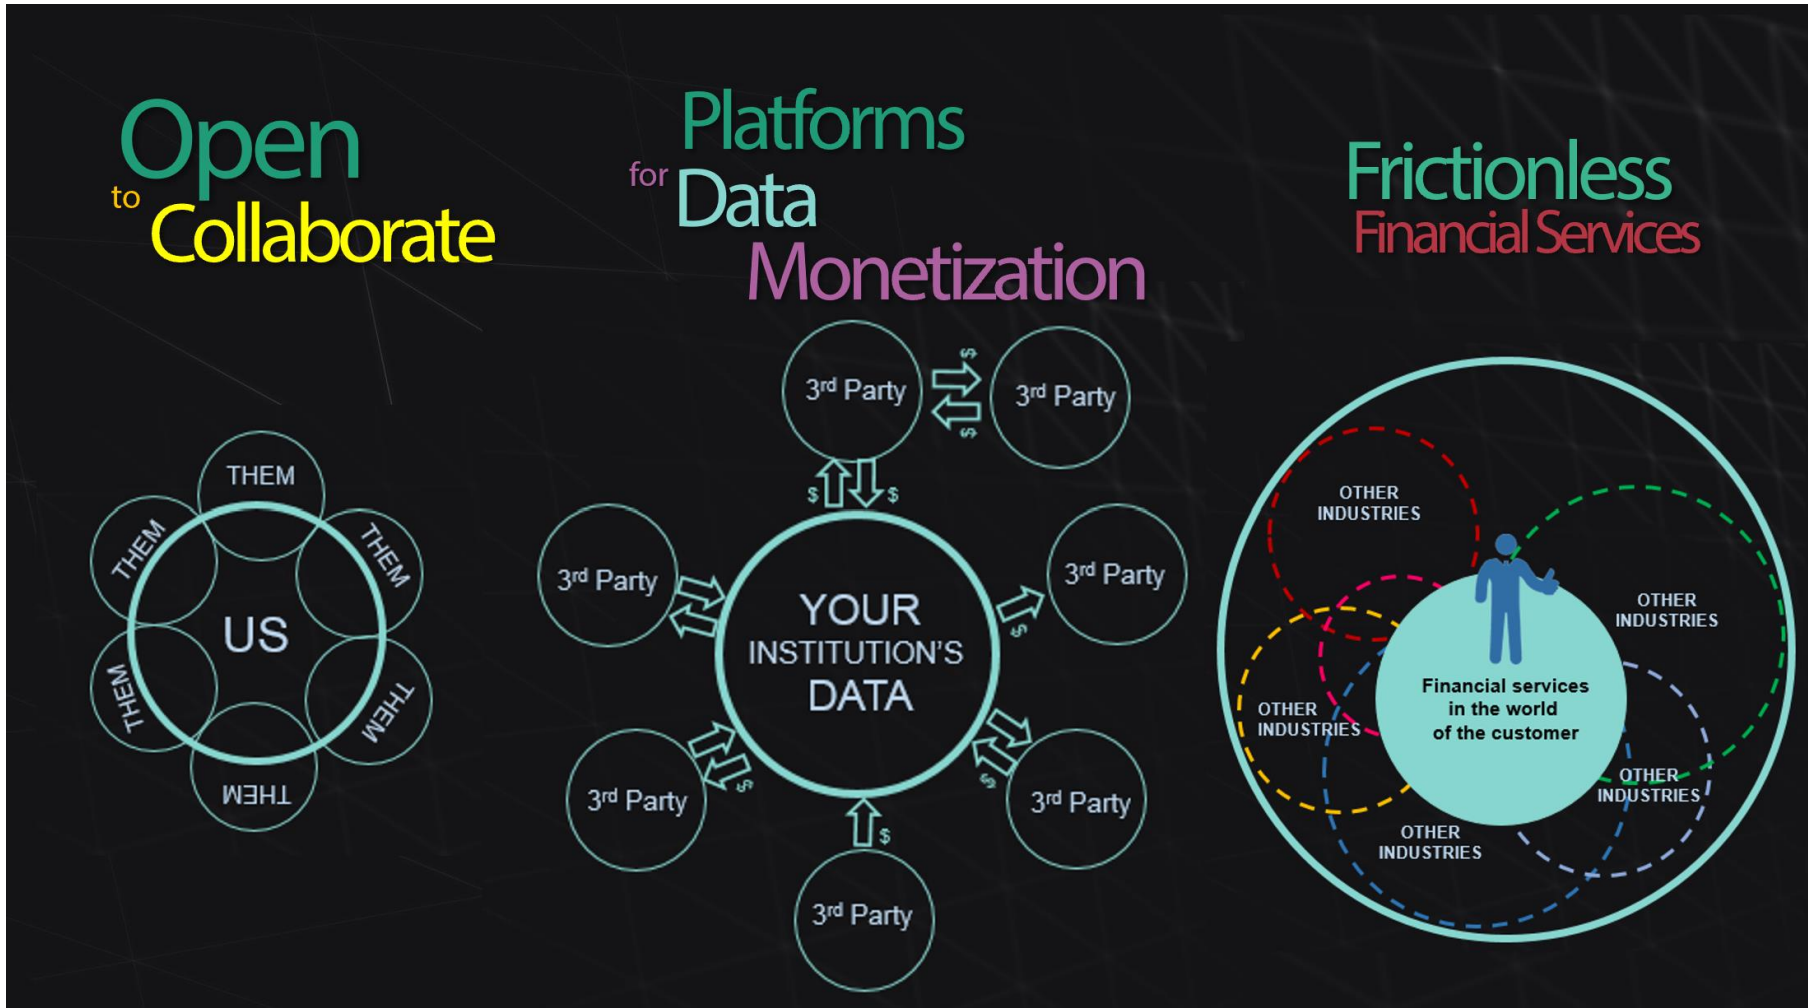 Open
to
Collaborate
THEM
THEM
THEM
US
THEM
THEM
THEM
Platforms
for Data
Monetization
3rd Party
$
$
3rd Party
$ $
3rd Party
3rd Party
$
YOUR
INSTITUTION'S
DATA
3rd Party
$
$
3rd Party
$
3rd Party
Frictionless
Financial Services
OTHER
INDUSTRIES
OTHER
INDUSTRIES
Financial services
in the world
of the customer
OTHER
INDUSTRIES
OTHER
INDUSTRIES
OTHER
INDUSTRIES